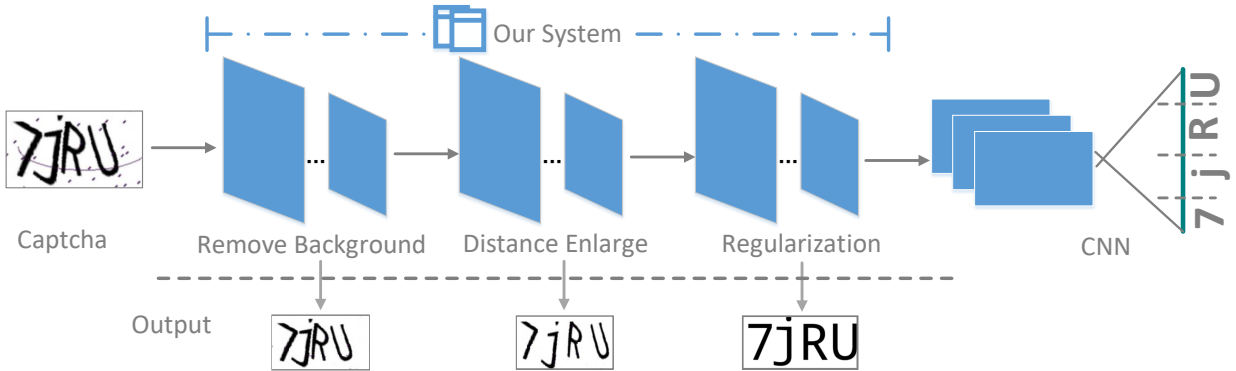 Our System
7jRU
...
...
...
7 j R U
Captcha
Remove Background
Distance Enlarge
Regularization
CNN
Output
7jRU
7jRU
7jRU